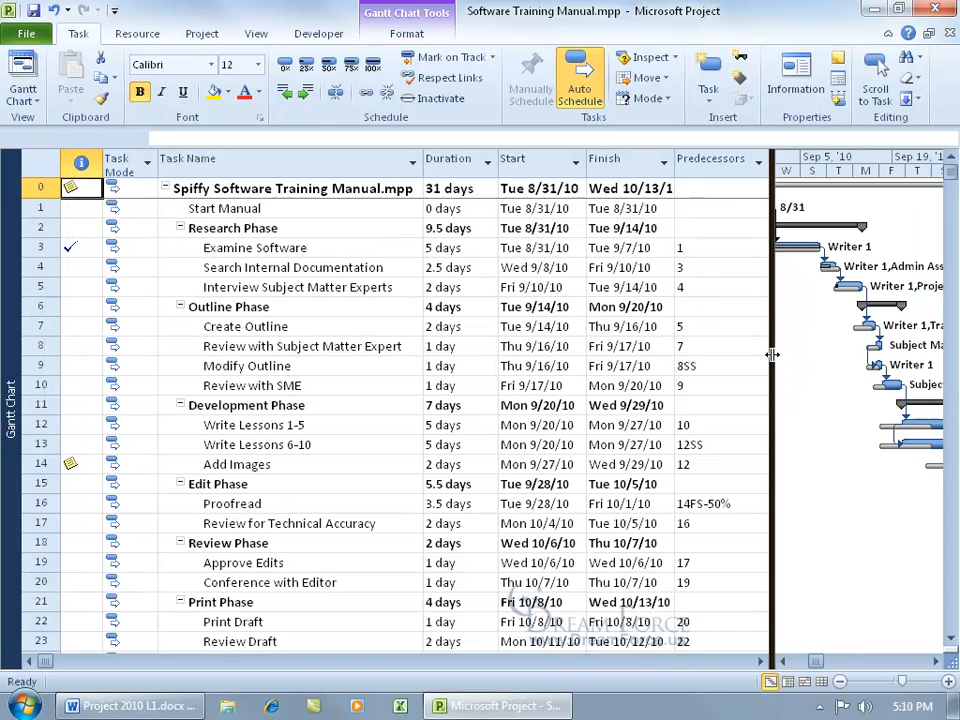 Gantt Chart Tools
Software Training Manual.mpp - Microsoft Project
File Task Resource Project View Developer Format
Gantt Chart
Paste
Calibri 12
B I U A
0% 25% 50% 75% 100%
Mark on Track
Respect Links
Inactivate
Manually Schedule
Auto Schedule
Inspect
Move
Mode
Task
Information
Scroll to Task
View Clipboard Font Schedule Tasks Insert Properties Editing
Task Mode Task Name Duration Start Finish Predecessors Sep 5, '10 Sep 19, '1
W S T M F T S
0 Spiffy Software Training Manual.mpp 31 days Tue 8/31/10 Wed 10/13/1
1 Start Manual 0 days Tue 8/31/10 Tue 8/31/10 8/31
2 Research Phase 9.5 days Tue 8/31/10 Tue 9/14/10
3 Examine Software 5 days Tue 8/31/10 Tue 9/7/10 1 Writer 1
4 Search Internal Documentation 2.5 days Wed 9/8/10 Fri 9/10/10 3 Writer 1,Admin Ass
5 Interview Subject Matter Experts 2 days Fri 9/10/10 Tue 9/14/10 4 Writer 1,Proje
6 Outline Phase 4 days Tue 9/14/10 Mon 9/20/10
7 Create Outline 2 days Tue 9/14/10 Thu 9/16/10 5 Writer 1,Tra
8 Review with Subject Matter Expert 1 day Thu 9/16/10 Fri 9/17/10 7 Subject Ma
9 Modify Outline 1 day Thu 9/16/10 Fri 9/17/10 8SS Writer 1
10 Review with SME 1 day Fri 9/17/10 Mon 9/20/10 9 Subjec
11 Development Phase 7 days Mon 9/20/10 Wed 9/29/10
12 Write Lessons 1-5 5 days Mon 9/20/10 Mon 9/27/10 10
13 Write Lessons 6-10 5 days Mon 9/20/10 Mon 9/27/10 12SS
14 Add Images 2 days Mon 9/27/10 Wed 9/29/10 12
15 Edit Phase 5.5 days Tue 9/28/10 Tue 10/5/10
16 Proofread 3.5 days Tue 9/28/10 Fri 10/1/10 14FS-50%
17 Review for Technical Accuracy 2 days Mon 10/4/10 Tue 10/5/10 16
18 Review Phase 2 days Wed 10/6/10 Thu 10/7/10
19 Approve Edits 1 day Wed 10/6/10 Wed 10/6/10 17
20 Conference with Editor 1 day Thu 10/7/10 Thu 10/7/10 19
21 Print Phase 4 days Fri 10/8/10 Wed 10/13/10
22 Print Draft 1 day Fri 10/8/10 Fri 10/8/10 20
23 Review Draft 2 days Mon 10/11/10 Tue 10/12/10 22
Gantt Chart
Ready
Project 2010 L1.docx ... Microsoft Project - S... 5:10 PM